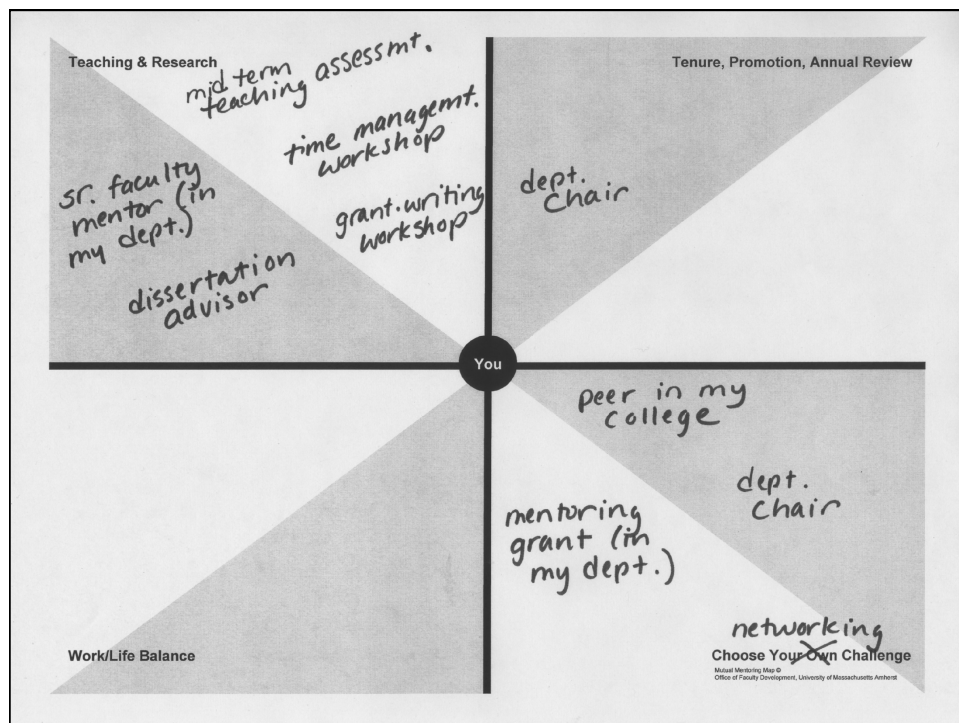 Teaching & Research
mid term
teaching assessmt.
time managemt.
workshop
grant-writing
workshop
sr. faculty
mentor (in
my dept.)
dissertation
advisor
Tenure, Promotion, Annual Review
dept.
Chair
You
Work/Life Balance
peer in my
college
dept.
Chair
mentoring
grant (in
my dept.)
networking
Choose Your Own Challenge
Mutual Mentoring Map ©
Office of Faculty Development, University of Massachusetts Amherst